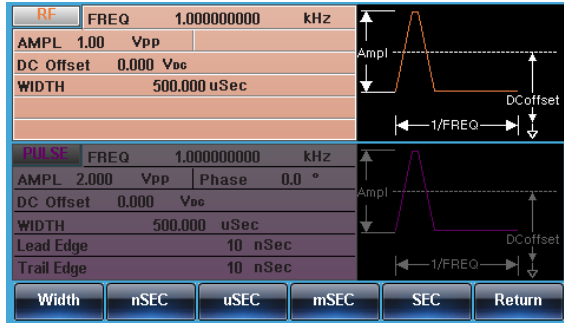 RF FREQ 1.000000000 kHz
AMPL 1.00 Vpp
DC Offset 0.000 VDC
WIDTH 500.000 uSec
Ampl
DCoffset
1/FREQ
PULSE FREQ 1.000000000 kHz
AMPL 2.000 Vpp Phase 0.0 °
DC Offset 0.000 VDC
WIDTH 500.000 uSec
Lead Edge 10 nSec
Trail Edge 10 nSec
Ampl
DCoffset
1/FREQ
Width nSEC uSEC mSEC SEC Return